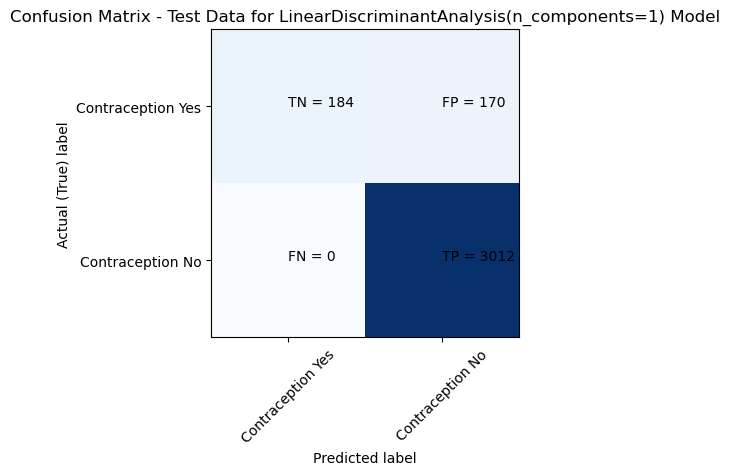 Confusion Matrix - Test Data for LinearDiscriminantAnalysis(n_components=1) Model
Actual (True) label
Contraception Yes
TN = 184
FP = 170
Contraception No
FN = 0
TP = 3012
Contraception Yes
Contraception No
Predicted label